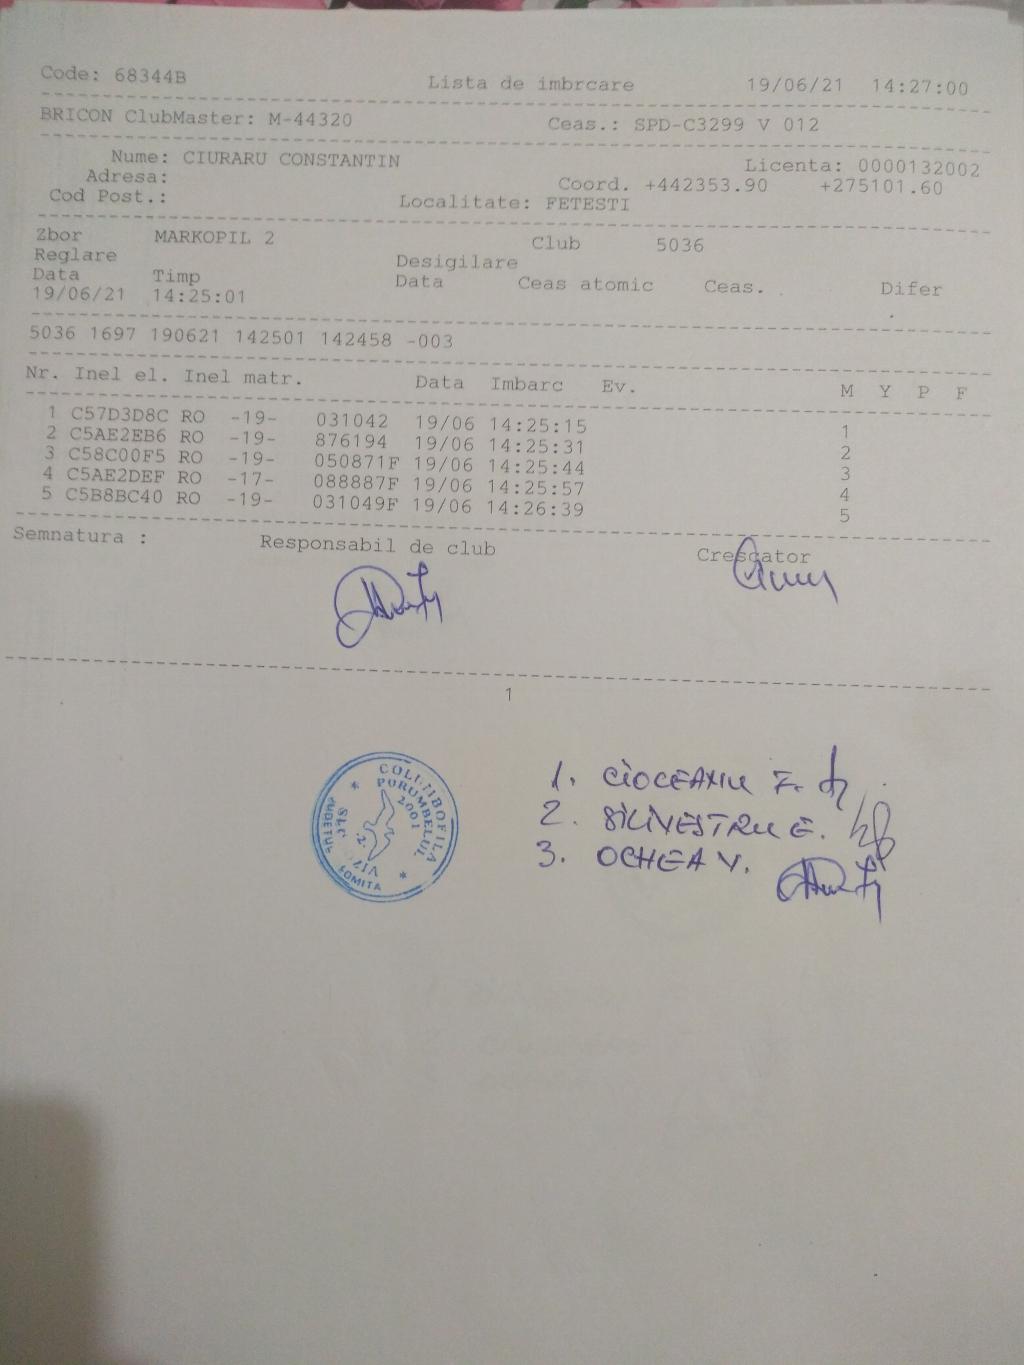 Code: 68344B Lista de imbrcare 19/06/21 14:27:00
BRICON ClubMaster: M-44320 Ceas.: SPD-C3299 V 012
Nume: CIURARU CONSTANTIN Licenta: 0000132002
Adresa: Coord. +442353.90 +275101.60
Cod Post.: Localitate: FETESTI
Zbor MARKOPIL 2 Club 5036
Reglare Desigilare
Data Timp Data Ceas atomic Ceas. Difer
19/06/21 14:25:01
5036 1697 190621 142501 142458 -003
Nr. Inel el. Inel matr. Data Imbarc Ev. M Y P F
1 C57D3D8C RO -19- 031042 19/06 14:25:15 1
2 C5AE2EB6 RO -19- 876194 19/06 14:25:31 2
3 C58C00F5 RO -19- 050871F 19/06 14:25:44 3
4 C5AE2DEF RO -17- 088887F 19/06 14:25:57 4
5 C5B8BC40 RO -19- 031049F 19/06 14:26:39 5
Semnatura : Responsabil de club Crescator
1
COLUMBOFILA
PORUMBELUL
2001
JUDETUL
1. CIOCEANU F.
2. SILIVESTRU E.
3. OCHEA V.